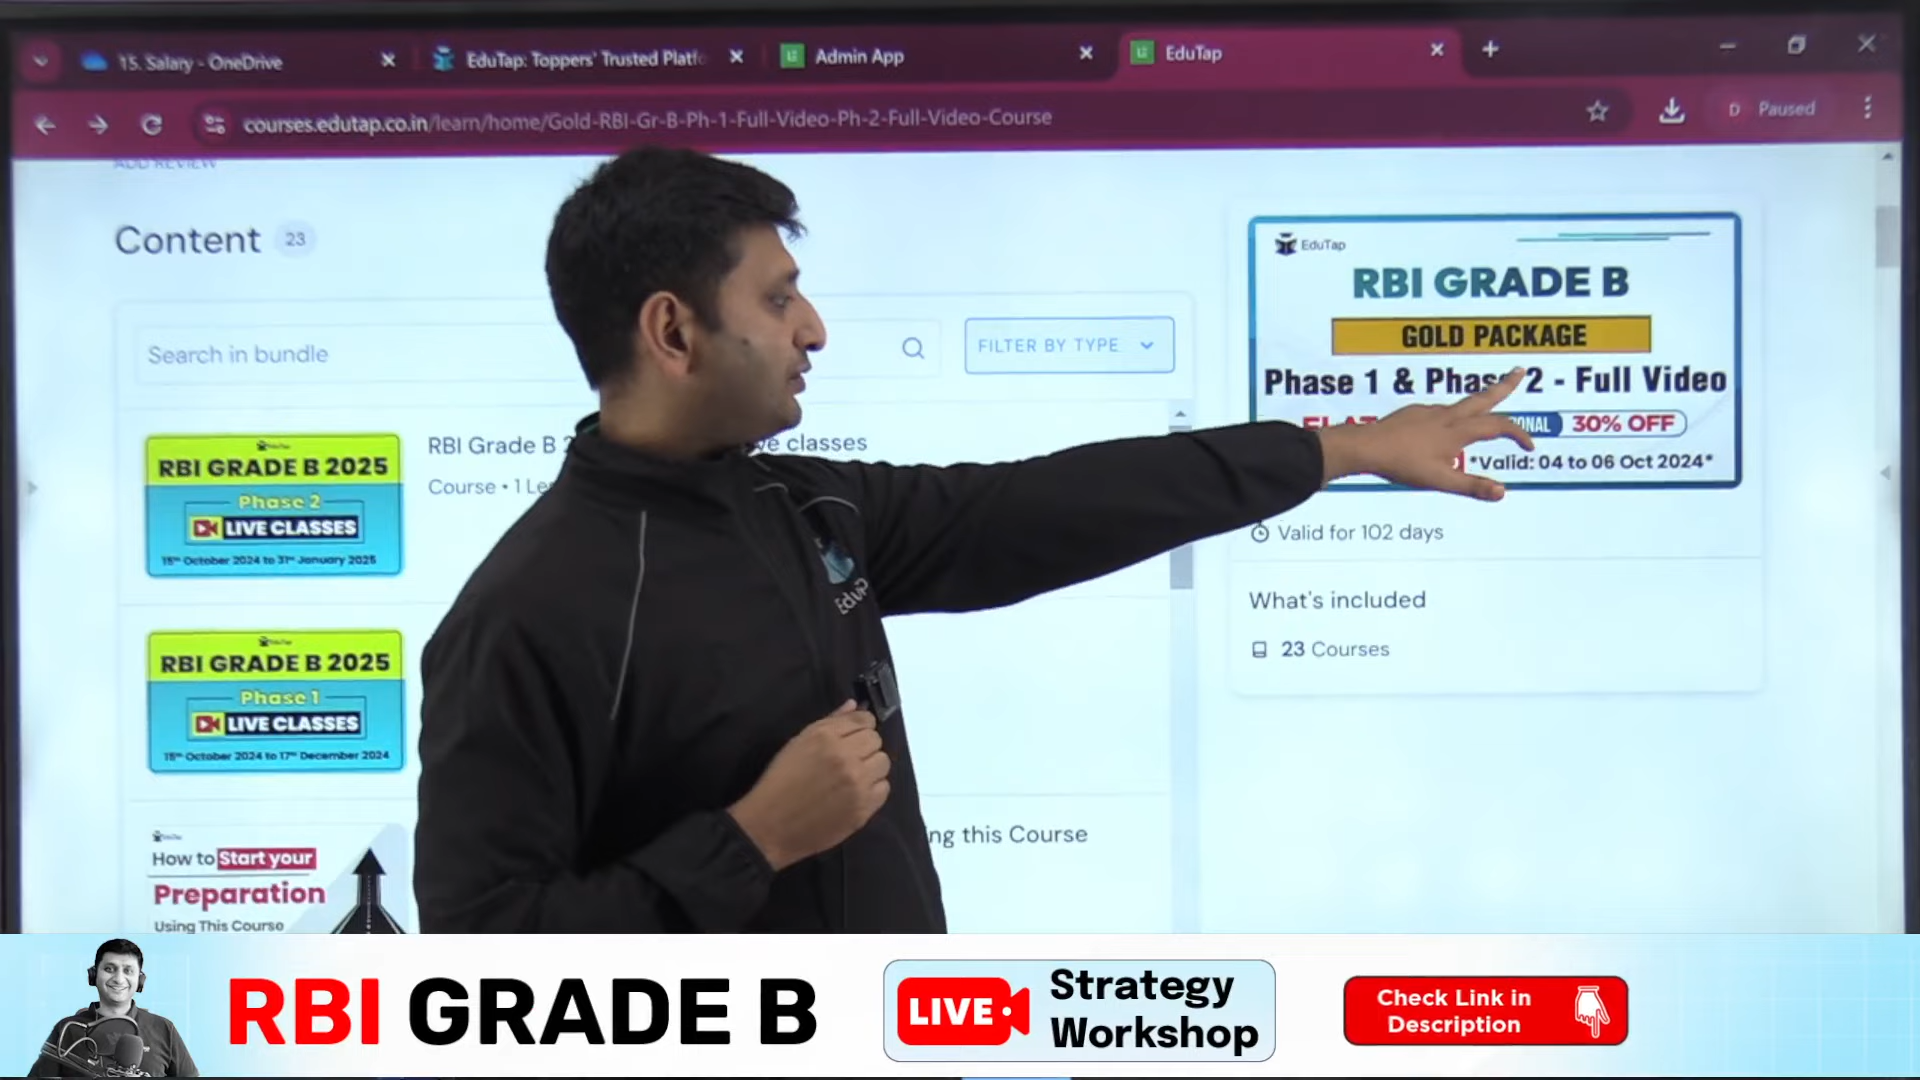 15. Salary - OneDrive
EduTap: Toppers' Trusted Platfo
Admin App
EduTap
courses.edutap.co.in/learn/home/Gold-RBI-Gr-B-Ph-1-Full-Video-Ph-2-Full-Video-Course
D Paused
ADD REVIEW
Content 23
Search in bundle
FILTER BY TYPE
RBI GRADE B 2025
Phase 2
LIVE CLASSES
15th October 2024 to 31st January 2025
RBI Grade B
classes
Course • 1
RBI GRADE B 2025
Phase 1
LIVE CLASSES
15th October 2024 to 17th December 2024
How to Start your
Preparation
Using This Course
this Course
EduTap
RBI GRADE B
GOLD PACKAGE
Phase 1 & Phase 2 - Full Video
30% OFF
*Valid: 04 to 06 Oct 2024*
Valid for 102 days
What's included
23 Courses
RBI GRADE B
LIVE
Strategy
Workshop
Check Link in
Description